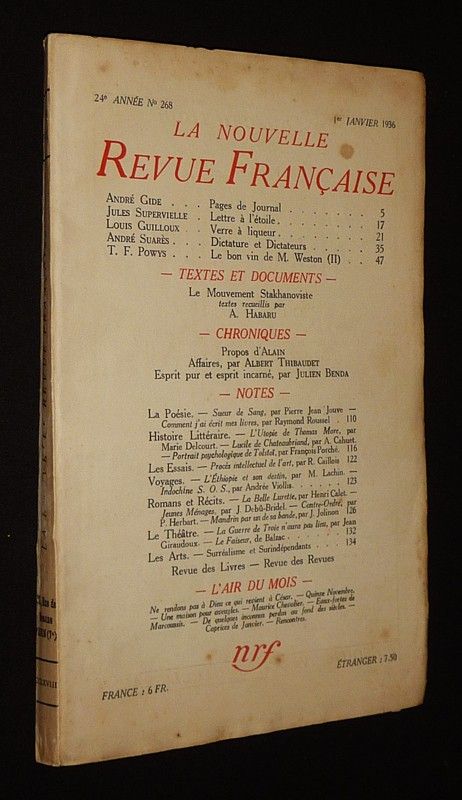 24e ANNÉE No 268
1er JANVIER 1936
LA NOUVELLE
REVUE FRANÇAISE
ANDRÉ GIDE . . . Pages de Journal . . . . . . . 5
JULES SUPERVIELLE . Lettre à l'étoile . . . . . . . 17
LOUIS GUILLOUX . . Verre à liqueur . . . . . . . 21
ANDRÉ SUARÈS . . . Dictature et Dictateurs . . . . . 35
T. F. POWYS . . . Le bon vin de M. Weston (II) . . 47
— TEXTES ET DOCUMENTS —
Le Mouvement Stakhanoviste
textes recueillis par
A. HABARU
— CHRONIQUES —
Propos d'ALAIN
Affaires, par ALBERT THIBAUDET
Esprit pur et esprit incarné, par JULIEN BENDA
— NOTES —
La Poésie. — Sueur de Sang, par Pierre Jean Jouve —
Comment j'ai écrit mes livres, par Raymond Roussel . 110
Histoire Littéraire. — L'Utopie de Thomas More, par
Marie Delcourt. — Lucile de Chateaubriand, par A. Cahuet.
— Portrait psychologique de Tolstoï, par François Porché. 116
Les Essais. — Procès intellectuel de l'art, par R. Caillois 122
Voyages. — L'Éthiopie et son destin, par M. Lachin. —
Indochine S. O. S., par Andrée Viollis. . . . . . 123
Romans et Récits. — La Belle Lurette, par Henri Calet. —
Jeunes Ménages, par J. Debû-Bridel. — Contre-Ordre, par
P. Herbart. — Mandrin par un de sa bande, par J. Jolinon 126
Le Théâtre. — La Guerre de Troie n'aura pas lieu, par Jean
Giraudoux. — Le Faiseur, de Balzac . . . . . . 132
Les Arts. — Surréalisme et Surindépendants . . . . 134
Revue des Livres — Revue des Revues
— L'AIR DU MOIS —
Ne rendons pas à Dieu ce qui revient à César. — Quinze Novembre.
— Une maison pour aveugles. — Maurice Chevalier. — Eaux-fortes de
Marcoussis. — De quelques inconnus perdus au fond des siècles. —
Caprices de Janvier. — Rencontres.
nrf
FRANCE : 6 FR.
ÉTRANGER : 7.50